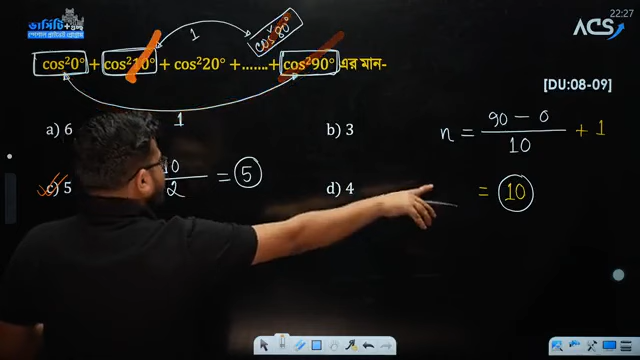 ভার্সিটি+গুচ্ছ
স্পেশাল প্রাইভেট প্রোগ্রাম
22:27
ACS
1
cos²80°
cos²0° + cos²10° + cos²20° +.......+ cos²90° এর মান-
[DU:08-09]
1
a) 6
b) 3
n = (90 - 0)/10 + 1
c) 5
10/2 = 5
d) 4
= 10